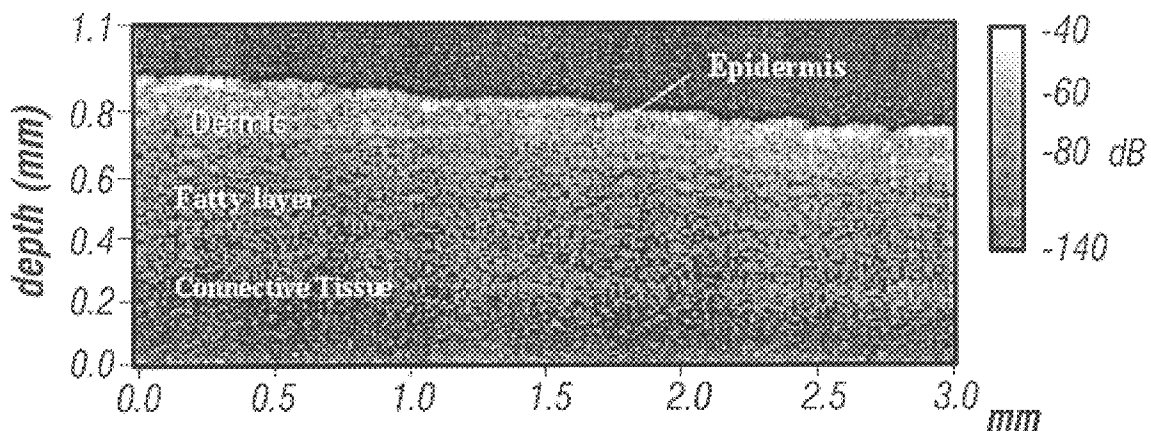 1.1
0.8
0.6
0.4
0.2
0.0
depth (mm)
Epidermis
Dermis
Fatty layer
Connective Tissue
0.0 0.5 1.0 1.5 2.0 2.5 3.0
mm
-40
-60
-80 dB
-140